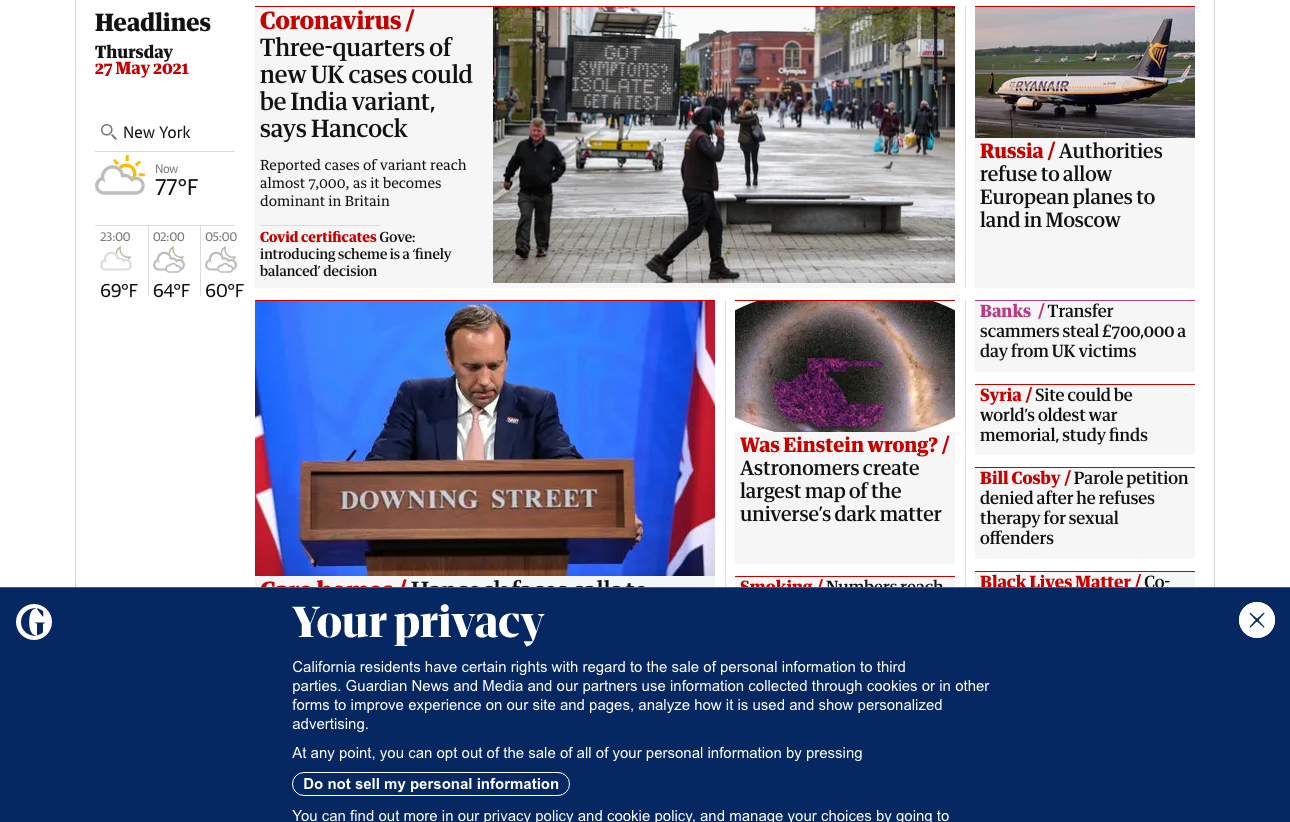 Headlines
Thursday
27 May 2021
New York
Now
77°F
23:00
02:00
05:00
69°F
64°F
60°F
Coronavirus /
Three-quarters of
new UK cases could
be India variant,
says Hancock
Reported cases of variant reach
almost 7,000, as it becomes
dominant in Britain
Covid certificates Gove:
introducing scheme is a ‘finely
balanced’ decision
GOT
SYMPTOMS?
ISOLATE &
GET A TEST
Olympus
RYANAIR
Russia / Authorities
refuse to allow
European planes to
land in Moscow
DOWNING STREET
Care homes / Hancock faces calls to
Was Einstein wrong? /
Astronomers create
largest map of the
universe’s dark matter
Smoking / Numbers reach
Banks / Transfer
scammers steal £700,000 a
day from UK victims
Syria / Site could be
world’s oldest war
memorial, study finds
Bill Cosby / Parole petition
denied after he refuses
therapy for sexual
offenders
Black Lives Matter / Co-
Your privacy
California residents have certain rights with regard to the sale of personal information to third
parties. Guardian News and Media and our partners use information collected through cookies or in other
forms to improve experience on our site and pages, analyze how it is used and show personalized
advertising.
At any point, you can opt out of the sale of all of your personal information by pressing
Do not sell my personal information
You can find out more in our privacy policy and cookie policy, and manage your choices by going to